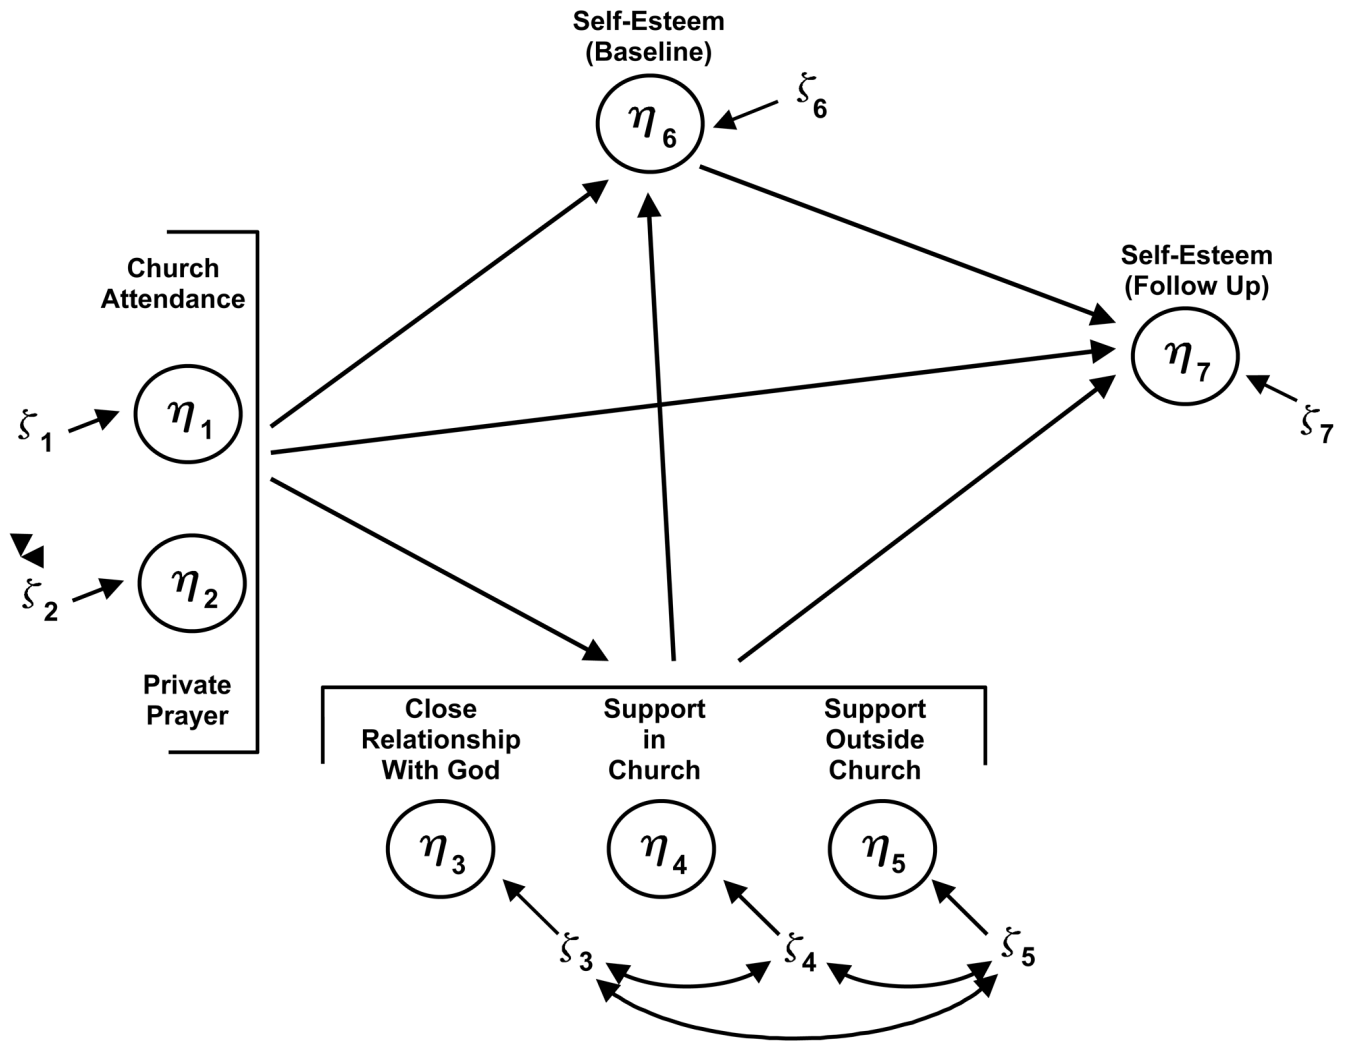 Self-Esteem
(Baseline)
η6
ζ6
Self-Esteem
(Follow Up)
η7
ζ7
Church
Attendance
η1
ζ1
η2
ζ2
Private
Prayer
Close
Relationship
With God
Support
in
Church
Support
Outside
Church
η3
η4
η5
ζ3
ζ4
ζ5